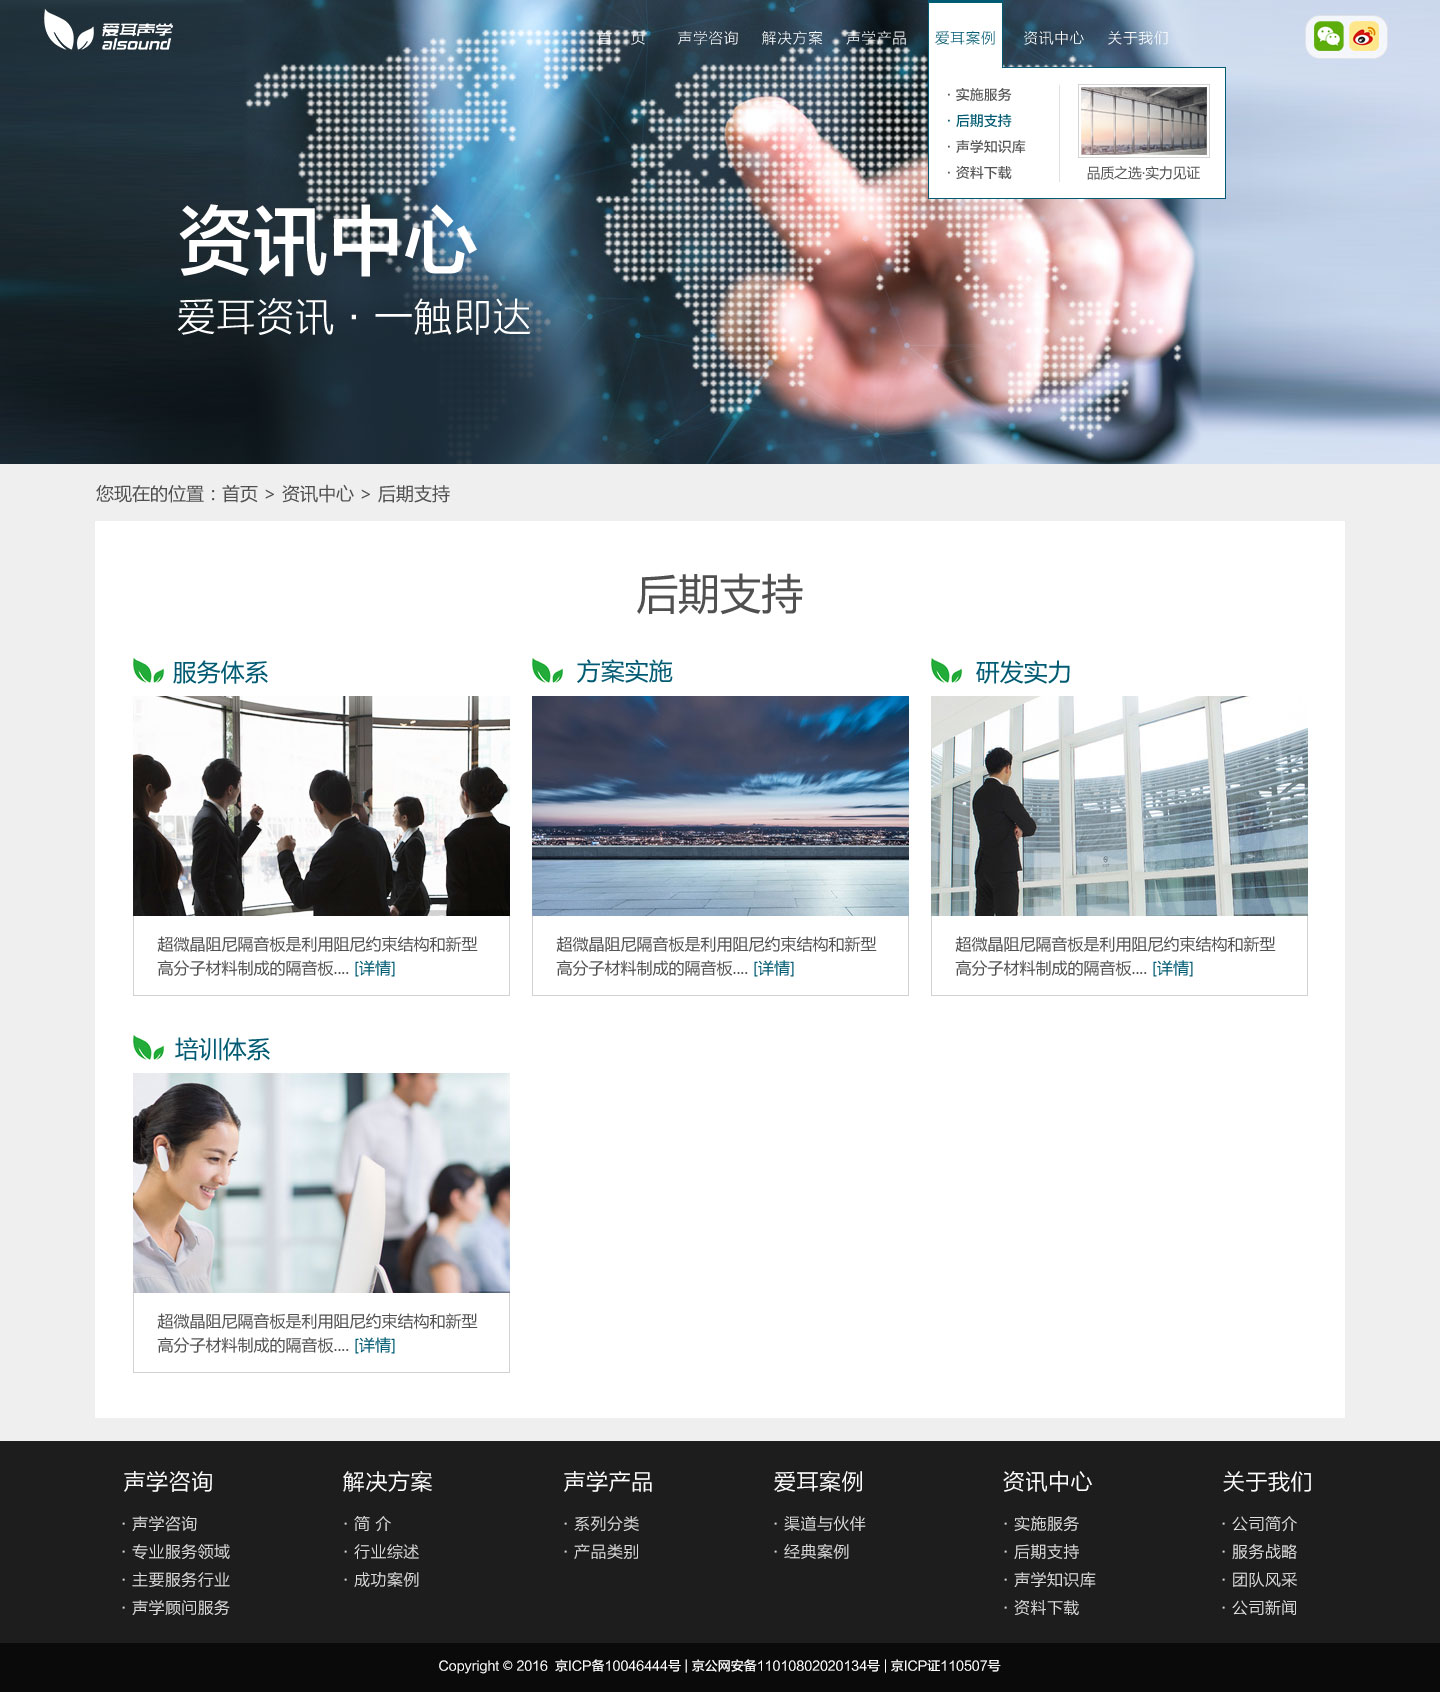 爱耳声学
alsound
首 页
声学咨询
解决方案
声学产品
爱耳案例
资讯中心
关于我们
· 实施服务
· 后期支持
· 声学知识库
· 资料下载
品质之选·实力见证
资讯中心
爱耳资讯 · 一触即达
您现在的位置：首页 > 资讯中心 > 后期支持
后期支持
服务体系
方案实施
研发实力
超微晶阻尼隔音板是利用阻尼约束结构和新型
高分子材料制成的隔音板.... [详情]
超微晶阻尼隔音板是利用阻尼约束结构和新型
高分子材料制成的隔音板.... [详情]
超微晶阻尼隔音板是利用阻尼约束结构和新型
高分子材料制成的隔音板.... [详情]
培训体系
超微晶阻尼隔音板是利用阻尼约束结构和新型
高分子材料制成的隔音板.... [详情]
声学咨询
· 声学咨询
· 专业服务领域
· 主要服务行业
· 声学顾问服务
解决方案
· 简 介
· 行业综述
· 成功案例
声学产品
· 系列分类
· 产品类别
爱耳案例
· 渠道与伙伴
· 经典案例
资讯中心
· 实施服务
· 后期支持
· 声学知识库
· 资料下载
关于我们
· 公司简介
· 服务战略
· 团队风采
· 公司新闻
Copyright © 2016 京ICP备10046444号 | 京公网安备11010802020134号 | 京ICP证110507号